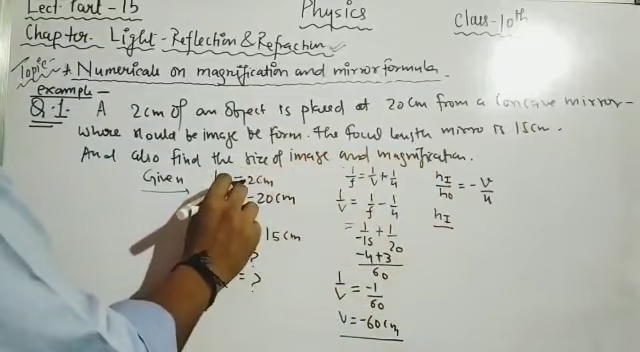 Lect. Part - 15
Physics
Class - 10th
Chapter. Light - Reflection & Refraction
Topic * Numericals on magnification and mirror formula.
example -
Q.1. A 2cm of an object is placed at 20cm from a Concave mirror -
where sould be image be form. the foucl length mirro is 15cm.
And also find the size of image and magnification.
Given = 2cm
- 20cm
15cm
?
= ?
1/f = 1/v + 1/u
1/v = 1/f - 1/u
= 1/-15 + 1/20
-4+3/60
1/v = -1/60
v = -60cm
hI/ho = -v/u
hI